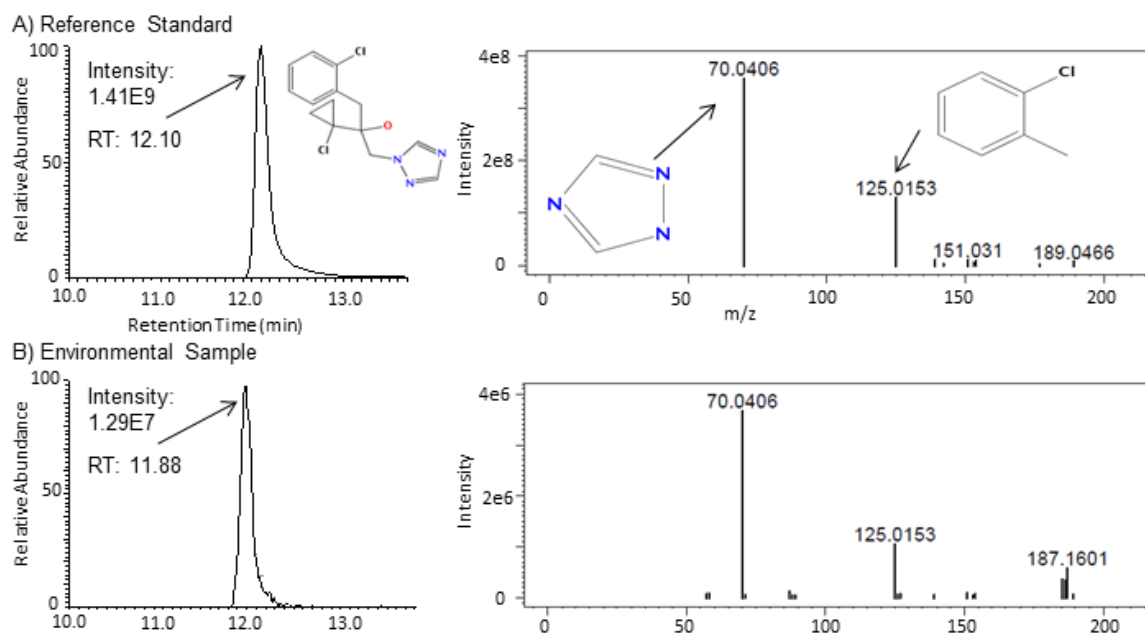 A) Reference Standard
Relative Abundance
100
50
0
Intensity:
1.41E9
RT: 12.10
Cl
Cl
O
N
N
N
10.0 11.0 12.0 13.0
Retention Time (min)
Intensity
4e8
2e8
0
70.0406
N
N
N
Cl
125.0153
151.031 189.0466
0 50 100 150 200
m/z
B) Environmental Sample
Relative Abundance
100
50
0
Intensity:
1.29E7
RT: 11.88
10.0 11.0 12.0 13.0
Intensity
4e6
2e6
0
70.0406
125.0153
187.1601
0 50 100 150 200